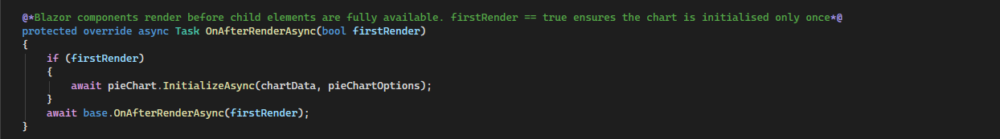 @*Blazor components render before child elements are fully available. firstRender == true ensures the chart is initialised only once*@
protected override async Task OnAfterRenderAsync(bool firstRender)
{
    if (firstRender)
    {
        await pieChart.InitializeAsync(chartData, pieChartOptions);
    }
    await base.OnAfterRenderAsync(firstRender);
}